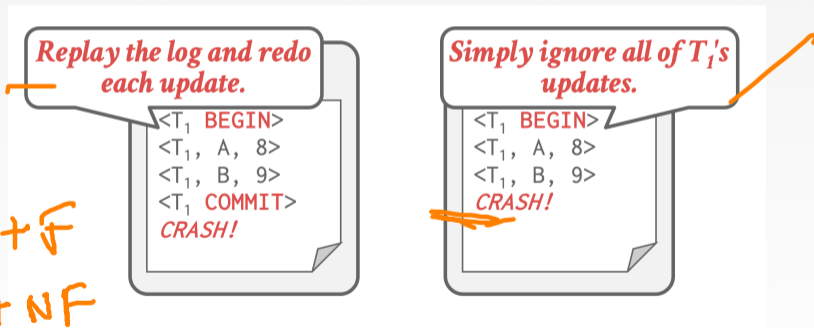 Replay the log and redo
each update.
<T₁ BEGIN>
<T₁, A, 8>
<T₁, B, 9>
<T₁ COMMIT>
CRASH!
Simply ignore all of T₁'s
updates.
<T₁ BEGIN>
<T₁, A, 8>
<T₁, B, 9>
CRASH!
+F
+NF